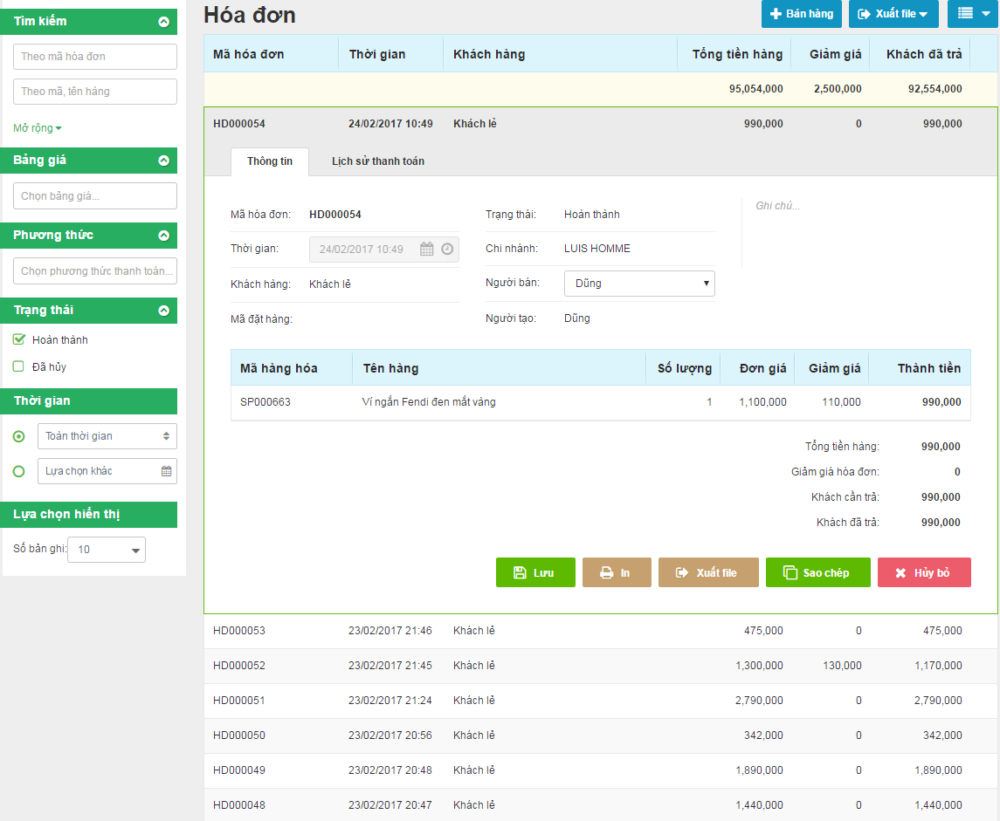 Tìm kiếm
Theo mã hóa đơn
Theo mã, tên hàng
Mở rộng
Bảng giá
Chọn bảng giá...
Phương thức
Chọn phương thức thanh toán...
Trạng thái
Hoàn thành
Đã hủy
Thời gian
Toàn thời gian
Lựa chọn khác
Lựa chọn hiển thị
Số bản ghi: 10
Hóa đơn
Bán hàng Xuất file
Mã hóa đơn Thời gian Khách hàng Tổng tiền hàng Giảm giá Khách đã trả
95,054,000 2,500,000 92,554,000
HD000054 24/02/2017 10:49 Khách lẻ 990,000 0 990,000
Thông tin Lịch sử thanh toán
Mã hóa đơn: HD000054 Trạng thái: Hoàn thành Ghi chú...
Thời gian: 24/02/2017 10:49 Chi nhánh: LUIS HOMME
Khách hàng: Khách lẻ Người bán: Dũng
Mã đặt hàng: Người tạo: Dũng
Mã hàng hóa Tên hàng Số lượng Đơn giá Giảm giá Thành tiền
SP000663 Ví ngắn Fendi đen mắt vàng 1 1,100,000 110,000 990,000
Tổng tiền hàng: 990,000
Giảm giá hóa đơn: 0
Khách cần trả: 990,000
Khách đã trả: 990,000
Lưu In Xuất file Sao chép Hủy bỏ
HD000053 23/02/2017 21:46 Khách lẻ 475,000 0 475,000
HD000052 23/02/2017 21:45 Khách lẻ 1,300,000 130,000 1,170,000
HD000051 23/02/2017 21:24 Khách lẻ 2,790,000 0 2,790,000
HD000050 23/02/2017 20:56 Khách lẻ 342,000 0 342,000
HD000049 23/02/2017 20:48 Khách lẻ 1,890,000 0 1,890,000
HD000048 23/02/2017 20:47 Khách lẻ 1,440,000 0 1,440,000